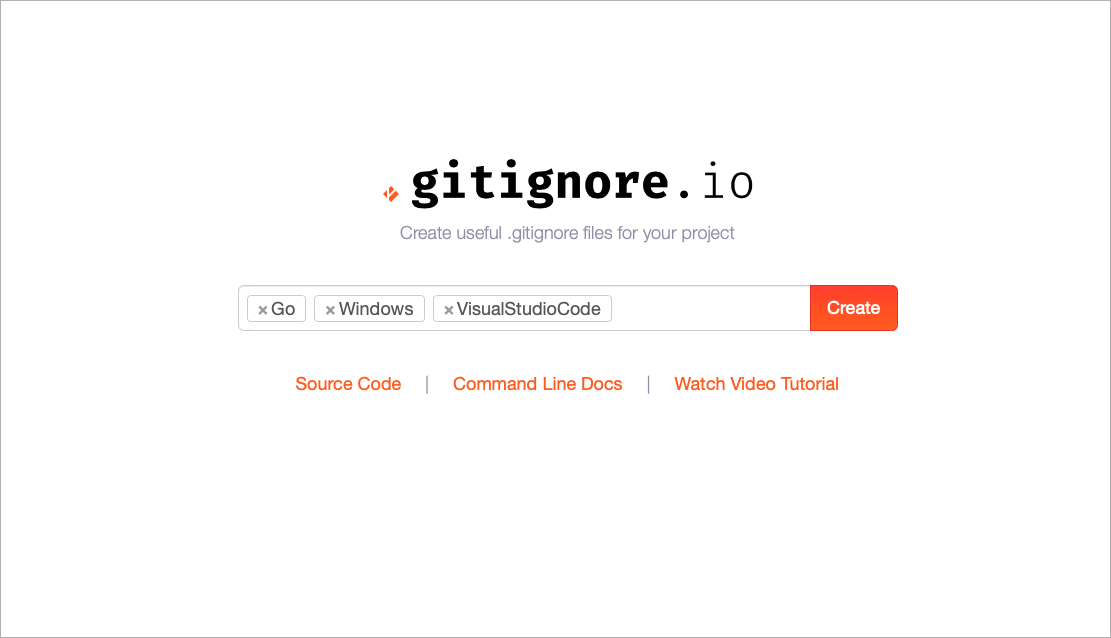 .gitignore.io
Create useful .gitignore files for your project
× Go × Windows × VisualStudioCode Create
Source Code | Command Line Docs | Watch Video Tutorial